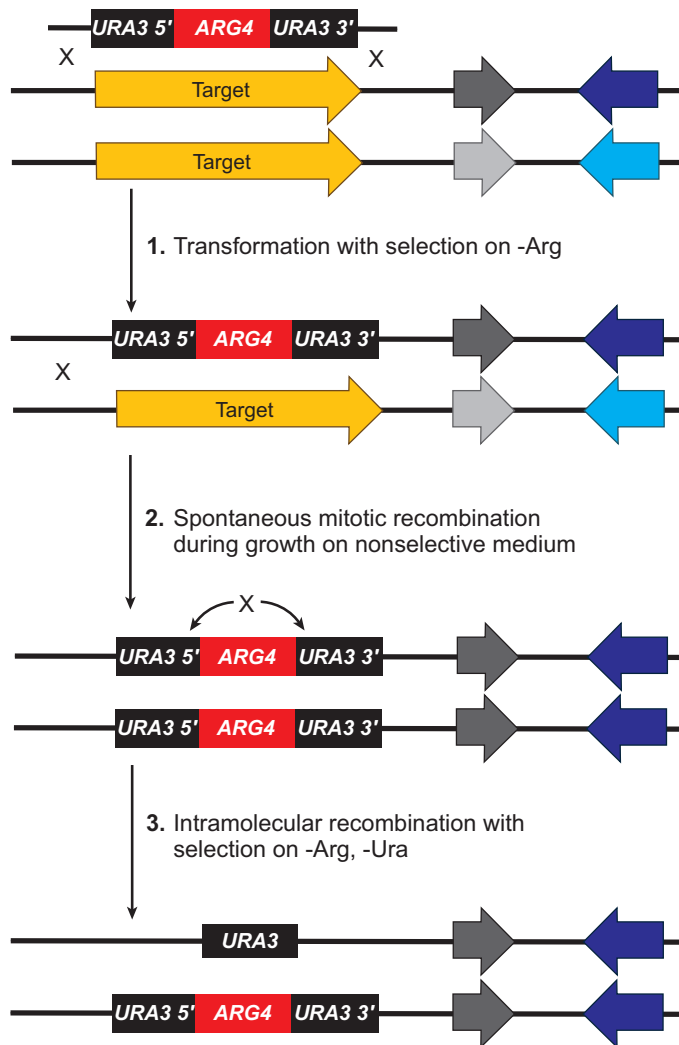 URA3 5' ARG4 URA3 3'
X X
Target
Target
1. Transformation with selection on -Arg
URA3 5' ARG4 URA3 3'
X
Target
2. Spontaneous mitotic recombination
during growth on nonselective medium
X
URA3 5' ARG4 URA3 3'
URA3 5' ARG4 URA3 3'
3. Intramolecular recombination with
selection on -Arg, -Ura
URA3
URA3 5' ARG4 URA3 3'